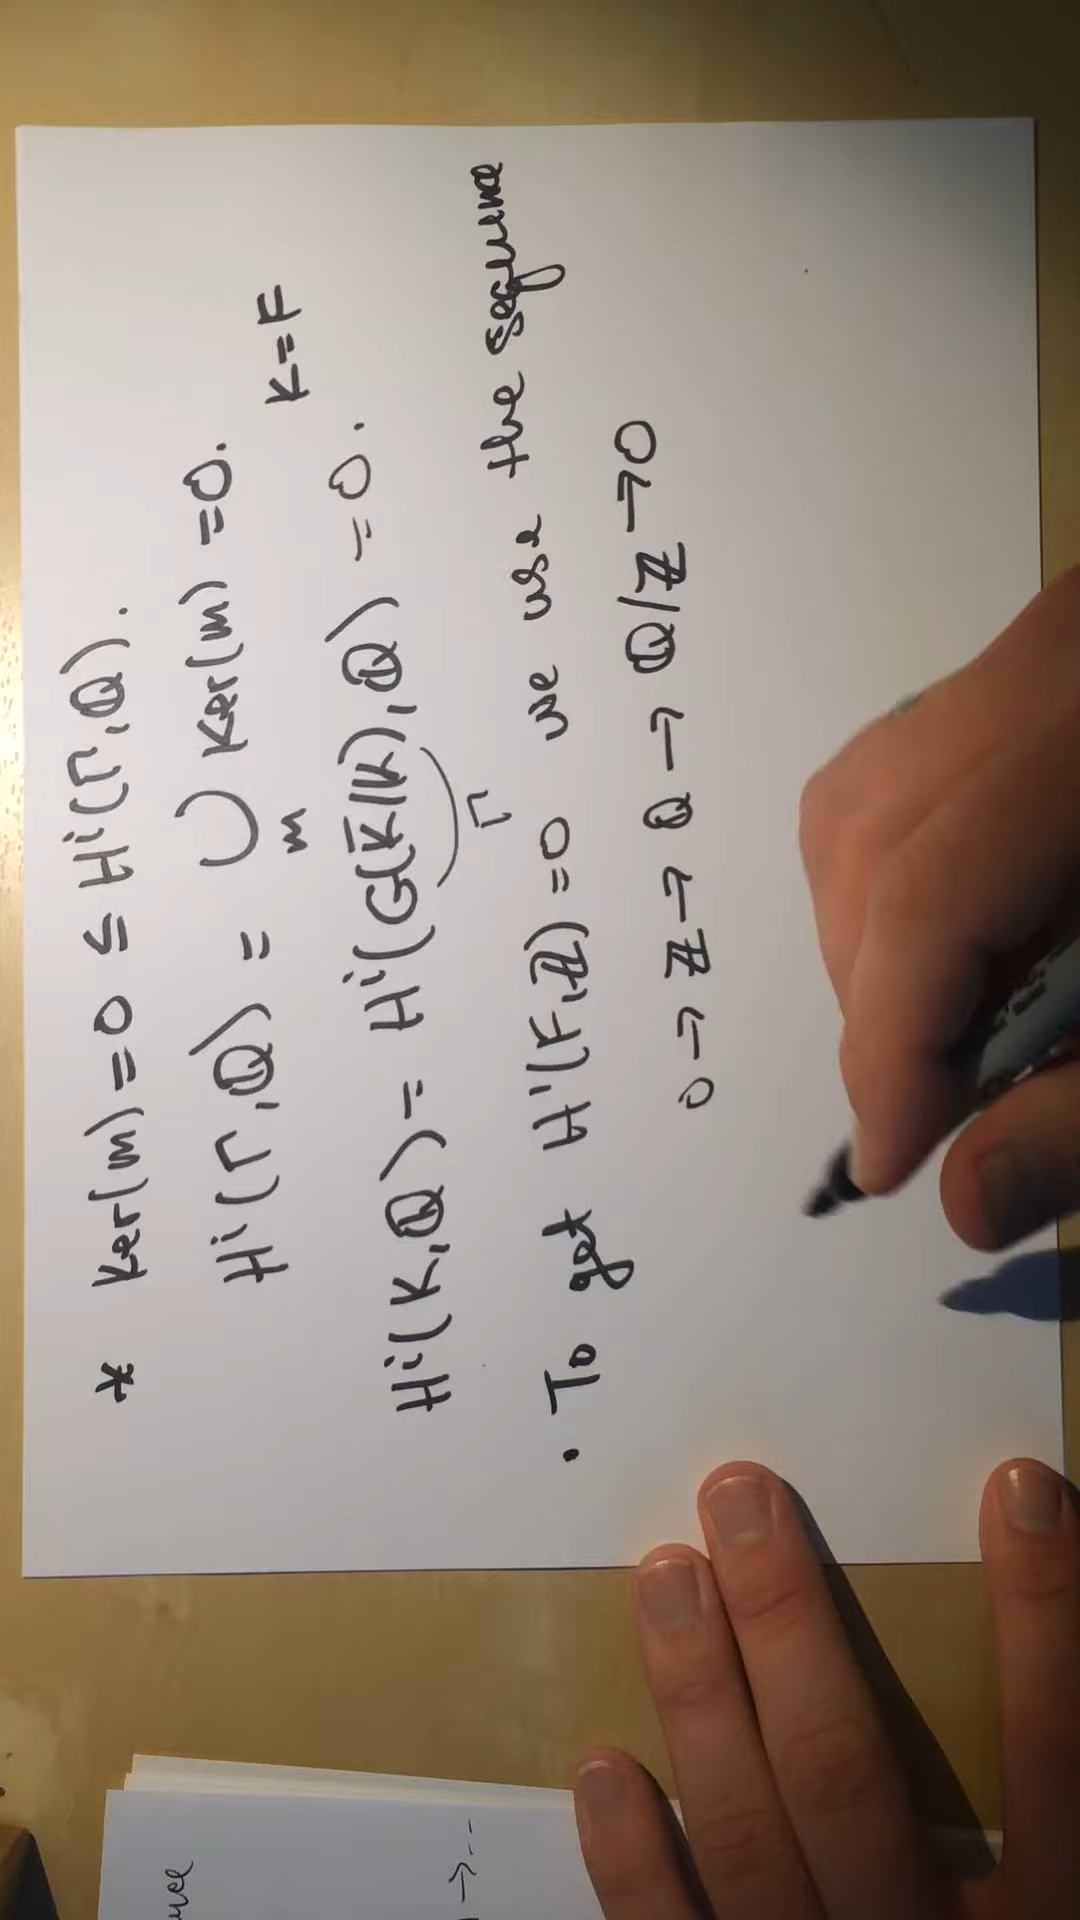 * Ker(m) = 0 ≤ Hⁱ(Γ, ℚ).
Hⁱ(Γ, ℚ) = ∪ Ker(m) = 0.
m
K=F
Hⁱ(K, ℚ) = Hⁱ(G(K̄/K), ℚ) = 0.
Γ
• To get H¹(F, ℤ) = 0 we use the sequence
0 → ℤ → ℚ → ℚ/ℤ → 0
→ ...